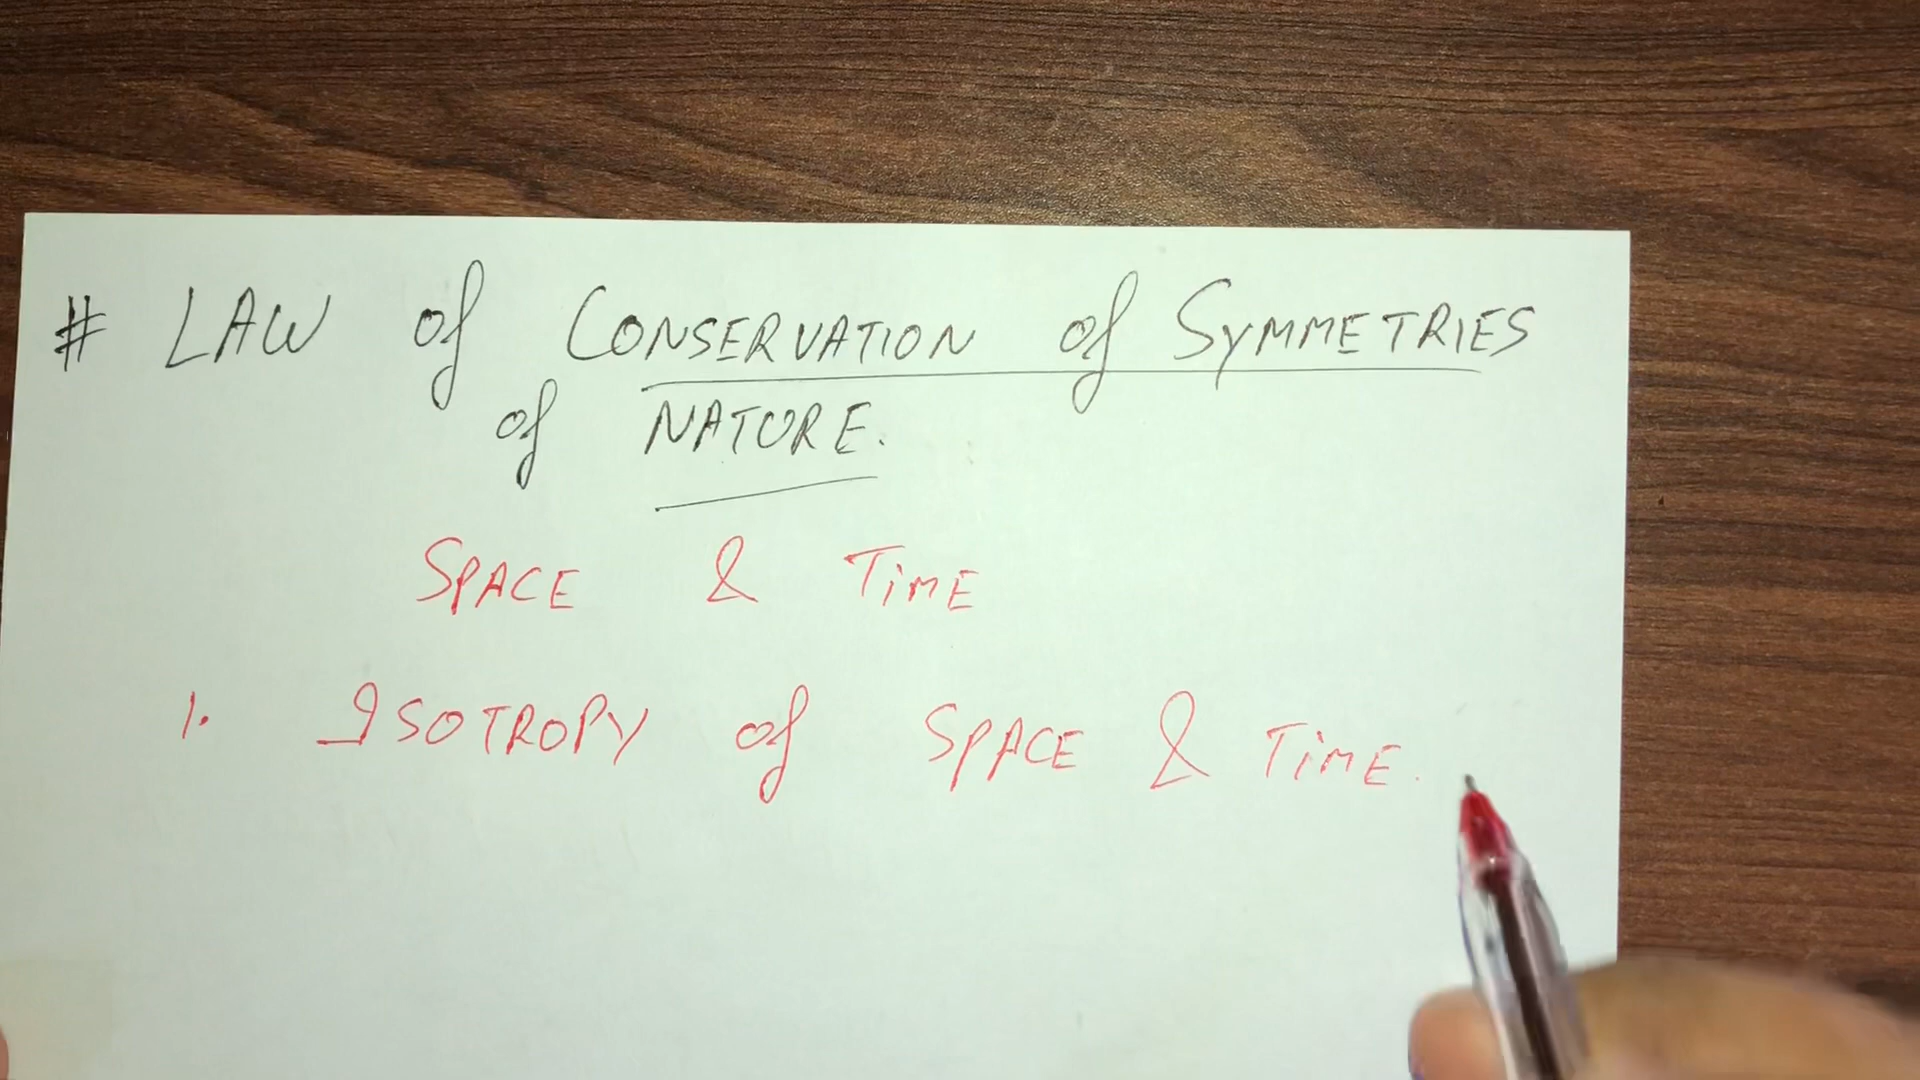 # LAW of CONSERVATION of SYMMETRIES
of NATURE.
SPACE & TiME
1. ISOTROPY of SPACE & TiME.